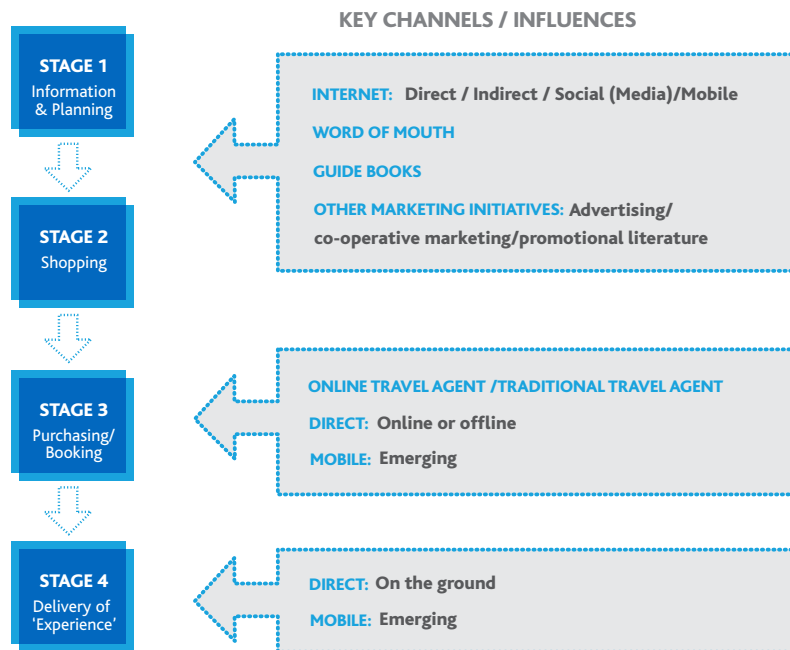 KEY CHANNELS / INFLUENCES
STAGE 1
Information
& Planning
INTERNET: Direct / Indirect / Social (Media)/Mobile
WORD OF MOUTH
GUIDE BOOKS
OTHER MARKETING INITIATIVES: Advertising/
co-operative marketing/promotional literature
STAGE 2
Shopping
STAGE 3
Purchasing/
Booking
ONLINE TRAVEL AGENT /TRADITIONAL TRAVEL AGENT
DIRECT: Online or offline
MOBILE: Emerging
STAGE 4
Delivery of
'Experience’
DIRECT: On the ground
MOBILE: Emerging